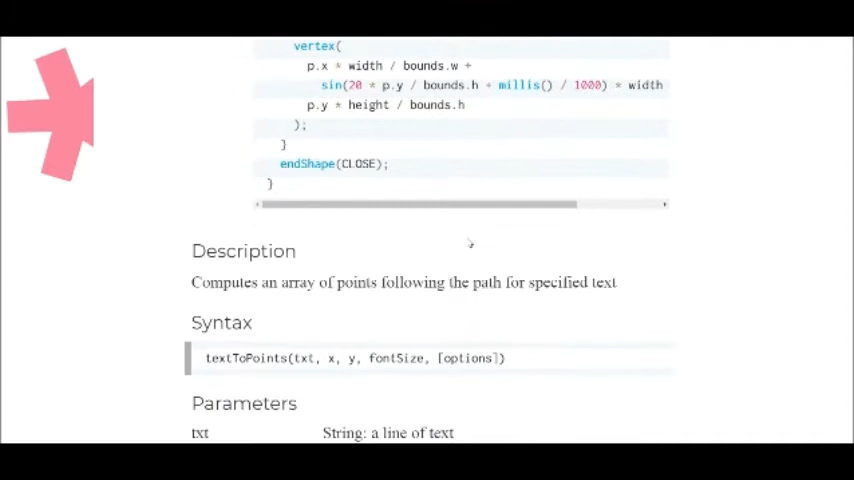 vertex(
p.x * width / bounds.w +
sin(20 * p.y / bounds.h + millis() / 1000) * width
p.y * height / bounds.h
);
}
endShape(CLOSE);
}
Description
Computes an array of points following the path for specified text
Syntax
textToPoints(txt, x, y, fontSize, [options])
Parameters
txt String: a line of text